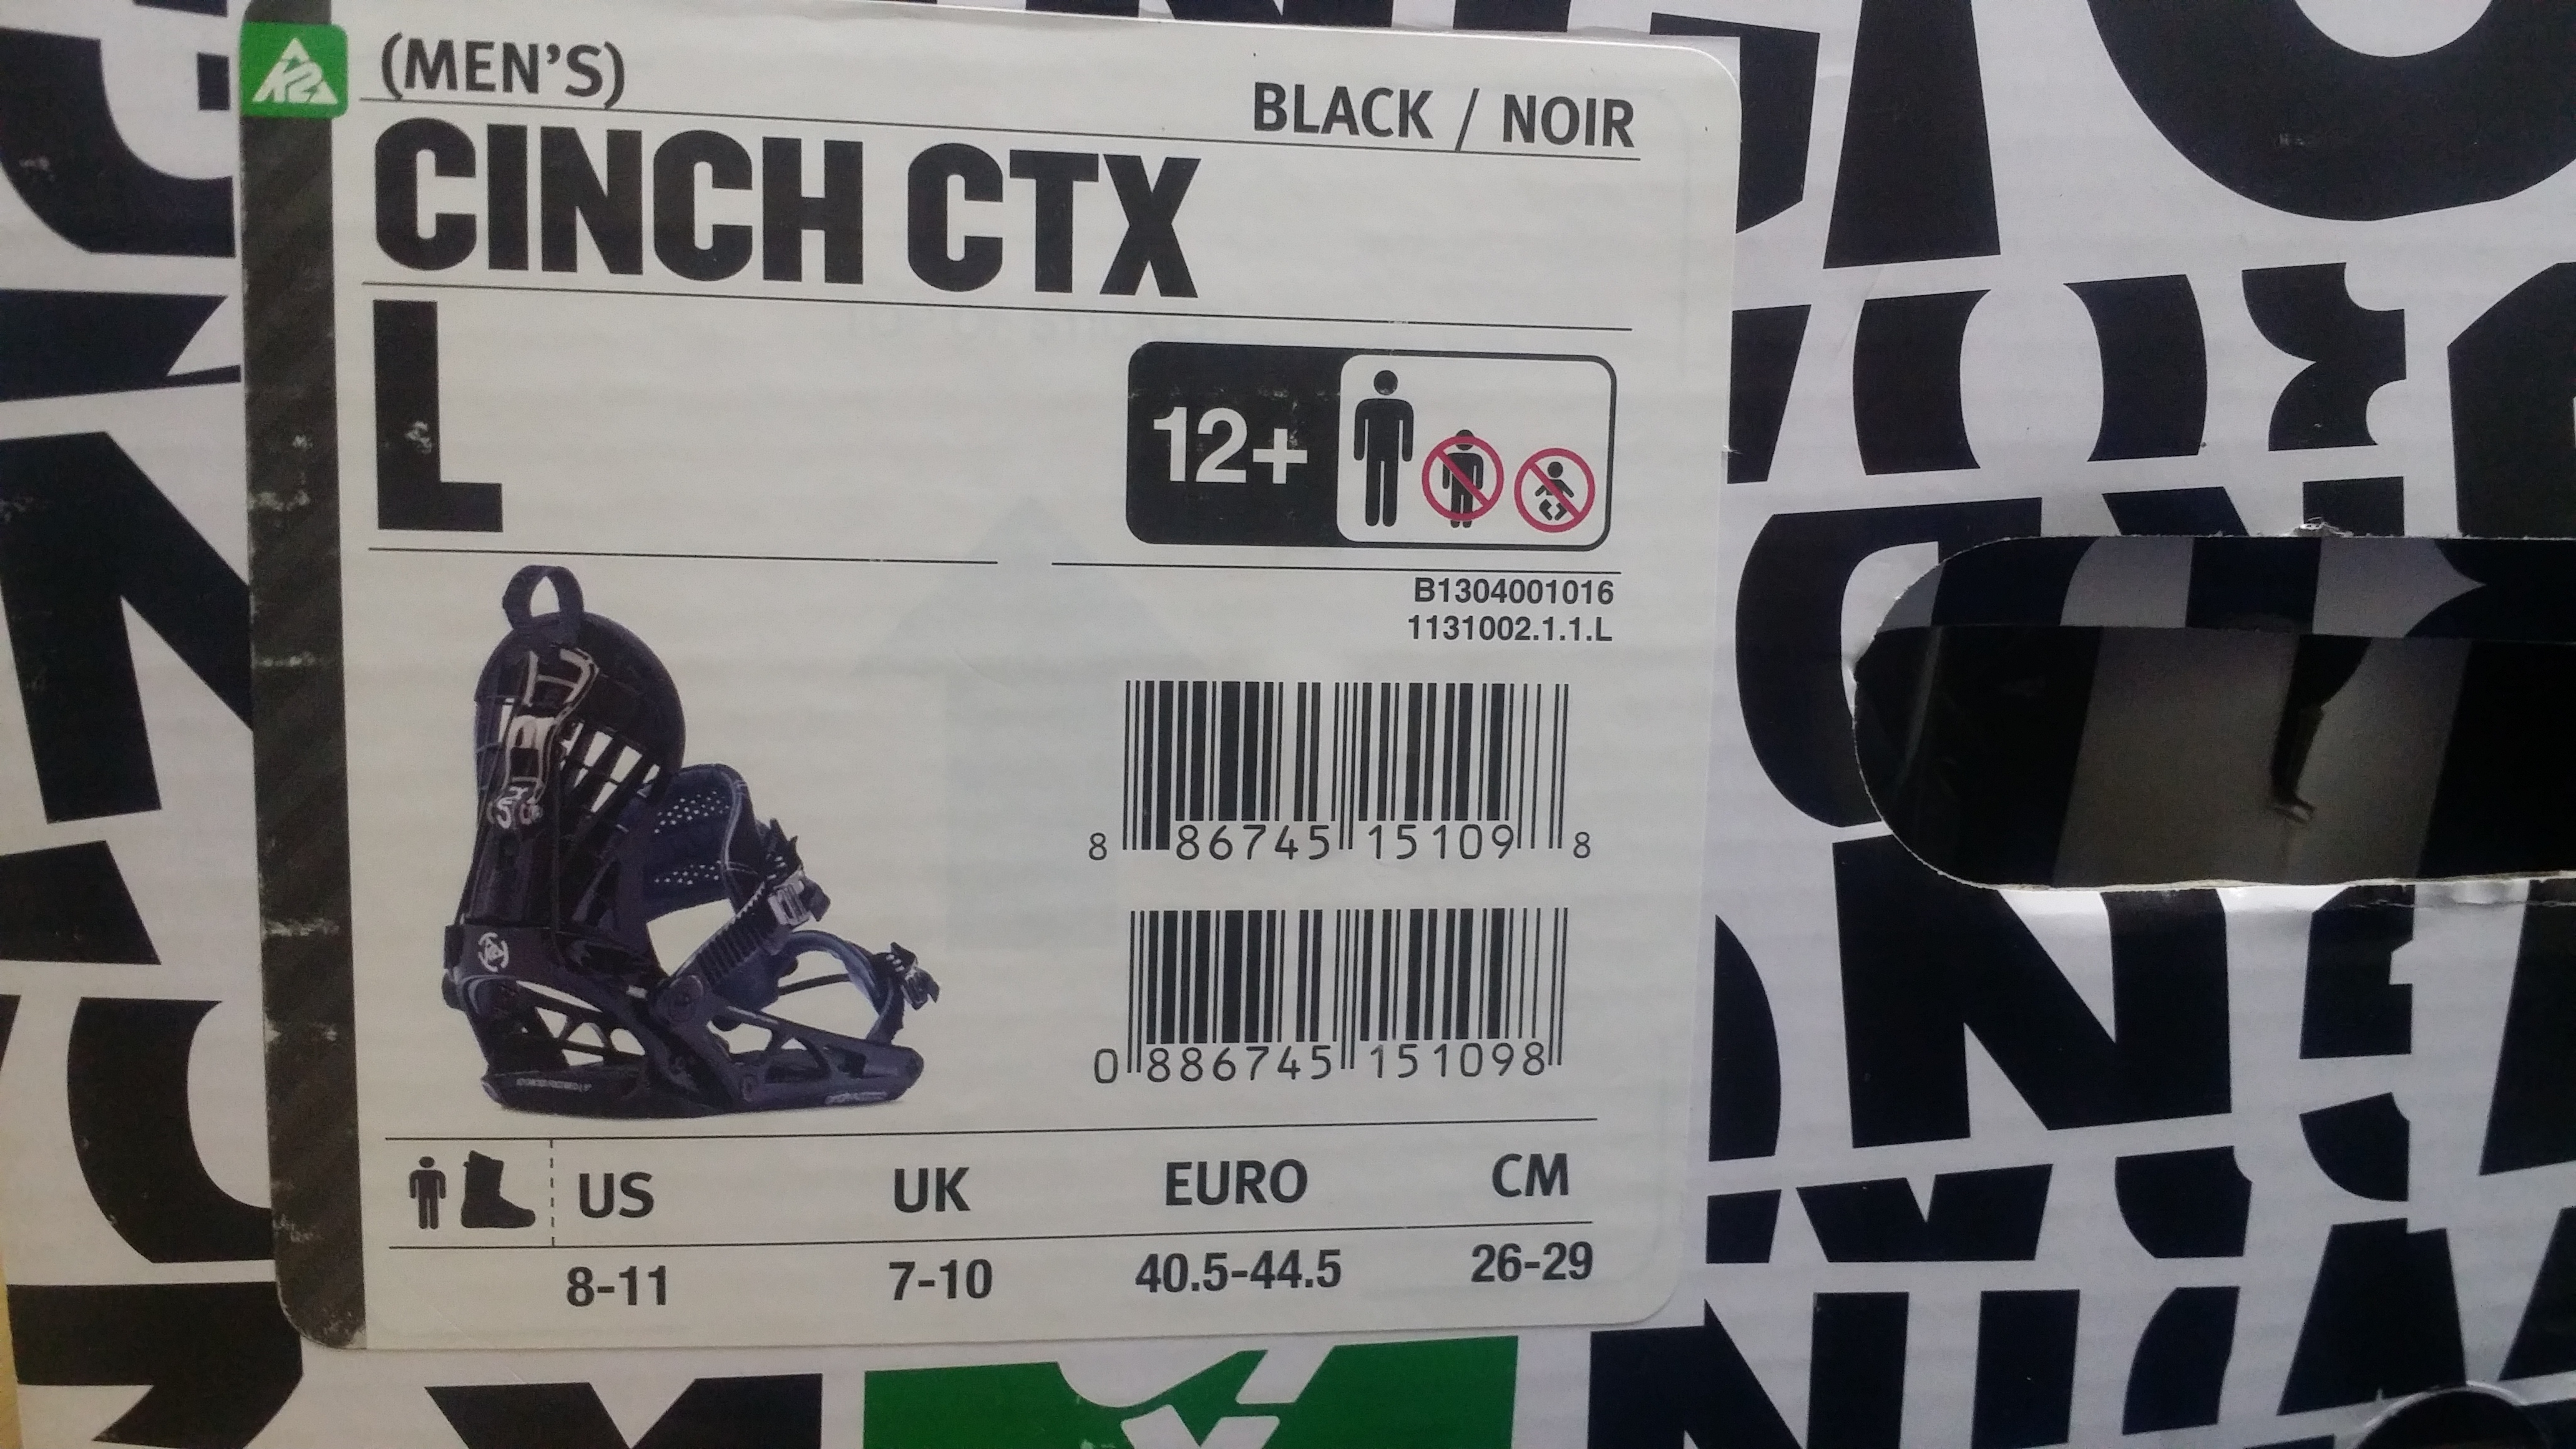 K2
(MEN'S)
BLACK / NOIR
CINCH CTX
L
12+
B1304001016
1131002.1.1.L
8 86745 15109 8
0 886745 151098
US UK EURO CM
8-11 7-10 40.5-44.5 26-29